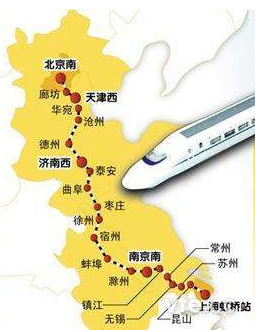 北京南
廊坊
天津西
华苑
沧州
德州
济南西
泰安
曲阜
枣庄
徐州
宿州
蚌埠
南京南
滁州
常州
苏州
镇江
上海虹桥站
无锡
昆山